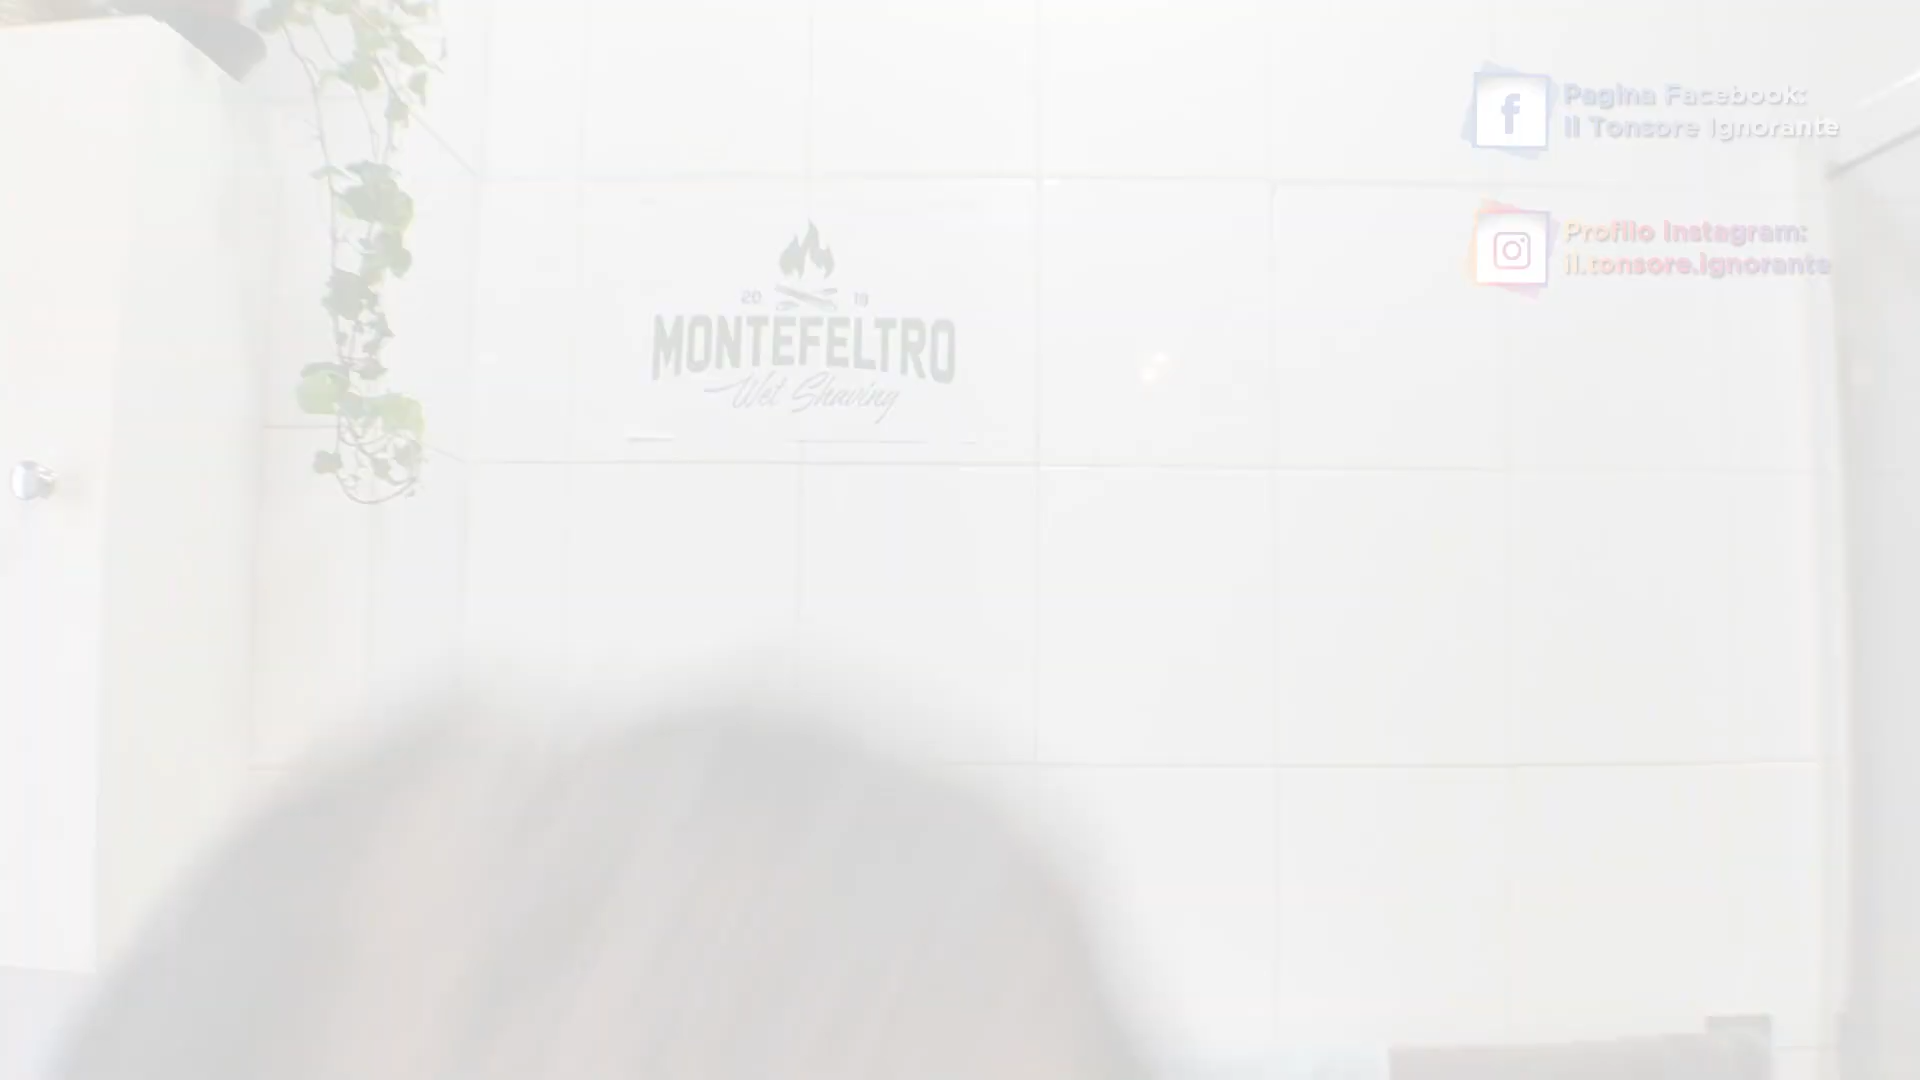 Pagina Facebook:
Il Tonsore Ignorante
Profilo Instagram:
il.tonsore.ignorante
20 19
MONTEFELTRO
Wet Shaving